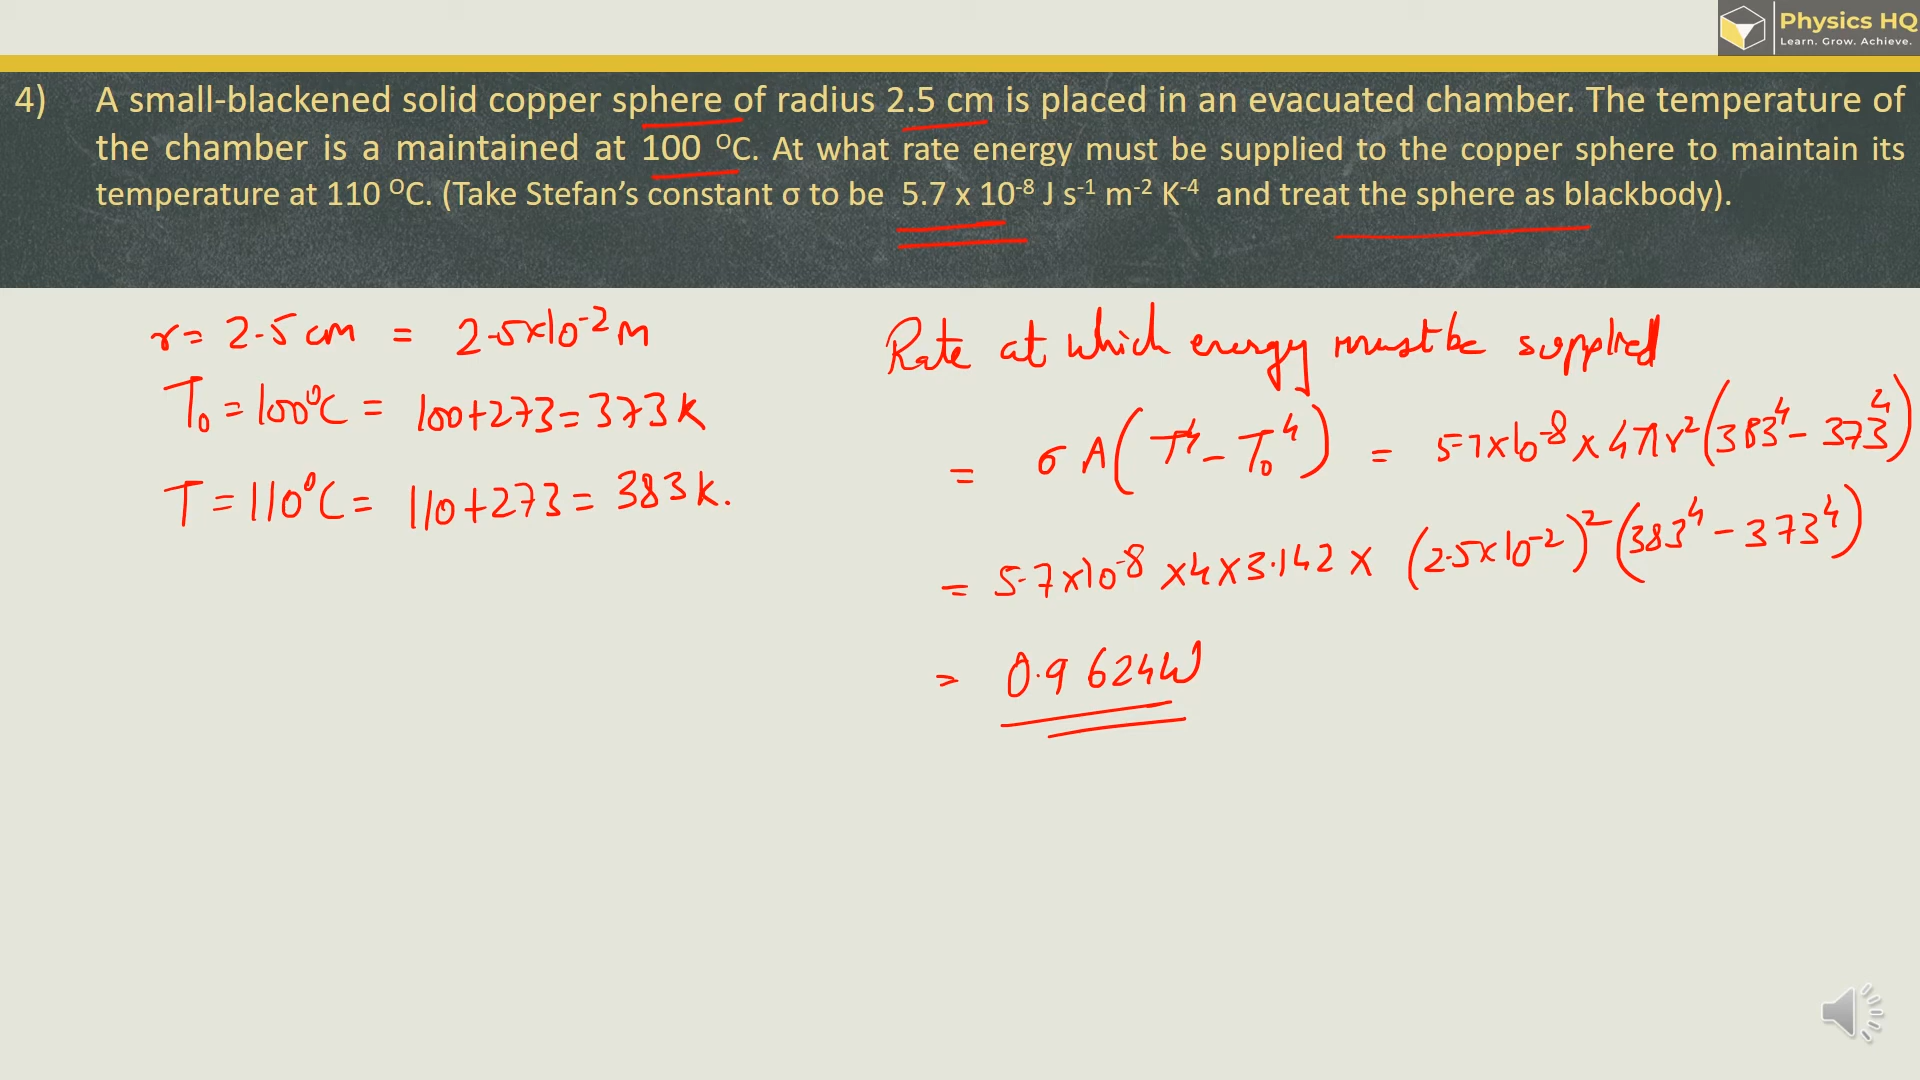 Physics HQ
Learn. Grow. Achieve.
4) A small-blackened solid copper sphere of radius 2.5 cm is placed in an evacuated chamber. The temperature of
the chamber is a maintained at 100 ᴼC. At what rate energy must be supplied to the copper sphere to maintain its
temperature at 110 ᴼC. (Take Stefan’s constant σ to be 5.7 x 10⁻⁸ J s⁻¹ m⁻² K⁻⁴ and treat the sphere as blackbody).
r = 2.5 cm = 2.5×10⁻² m
T₀ = 100⁰C = 100+273 = 373 K
T = 110⁰C = 110+273 = 383 K.
Rate at which energy must be supplied
= σ A (T⁴ - T₀⁴) = 5.7×10⁻⁸ × 4πr² (383⁴ - 373⁴)
= 5.7×10⁻⁸ ×4×3.142 × (2.5×10⁻²)² (383⁴ - 373⁴)
= 0.9624W